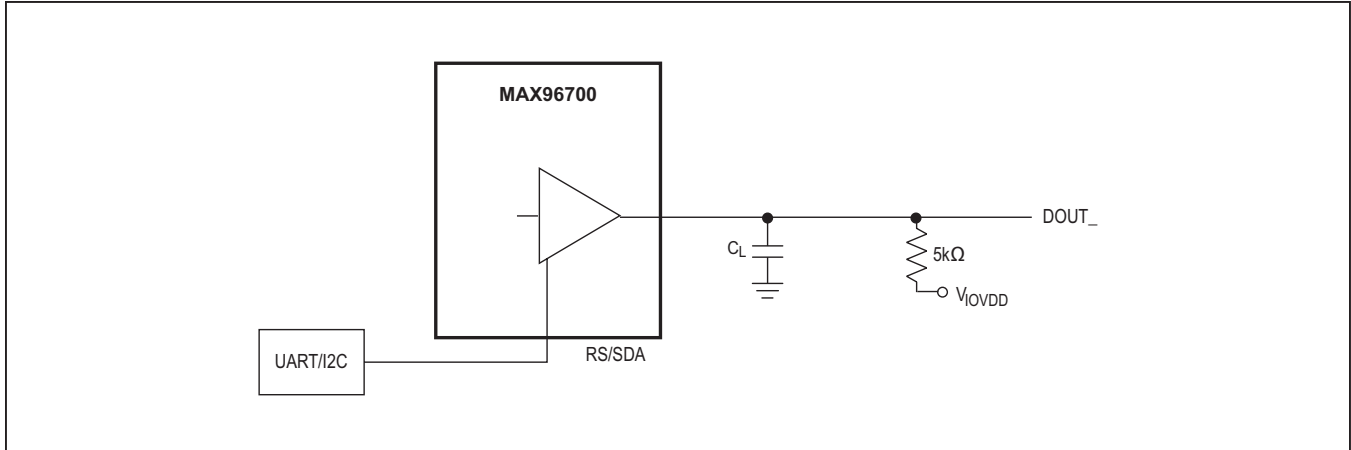 MAX96700
DOUT_
CL
5kΩ
VIOVDD
RS/SDA
UART/I2C